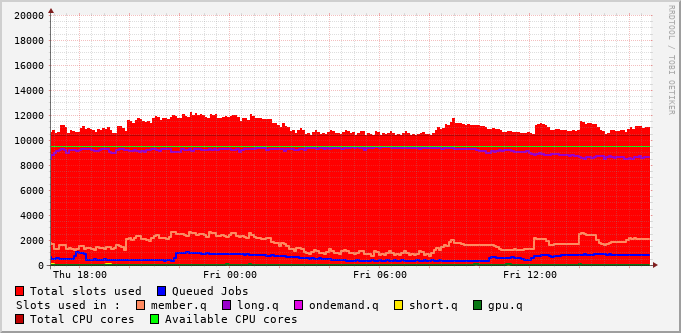 RRDTOOL / TOBI OETIKER
20000
18000
16000
14000
12000
10000
8000
6000
4000
2000
0
Thu 18:00 Fri 00:00 Fri 06:00 Fri 12:00
Total slots used Queued Jobs
Slots used in : member.q long.q ondemand.q short.q gpu.q
Total CPU cores Available CPU cores